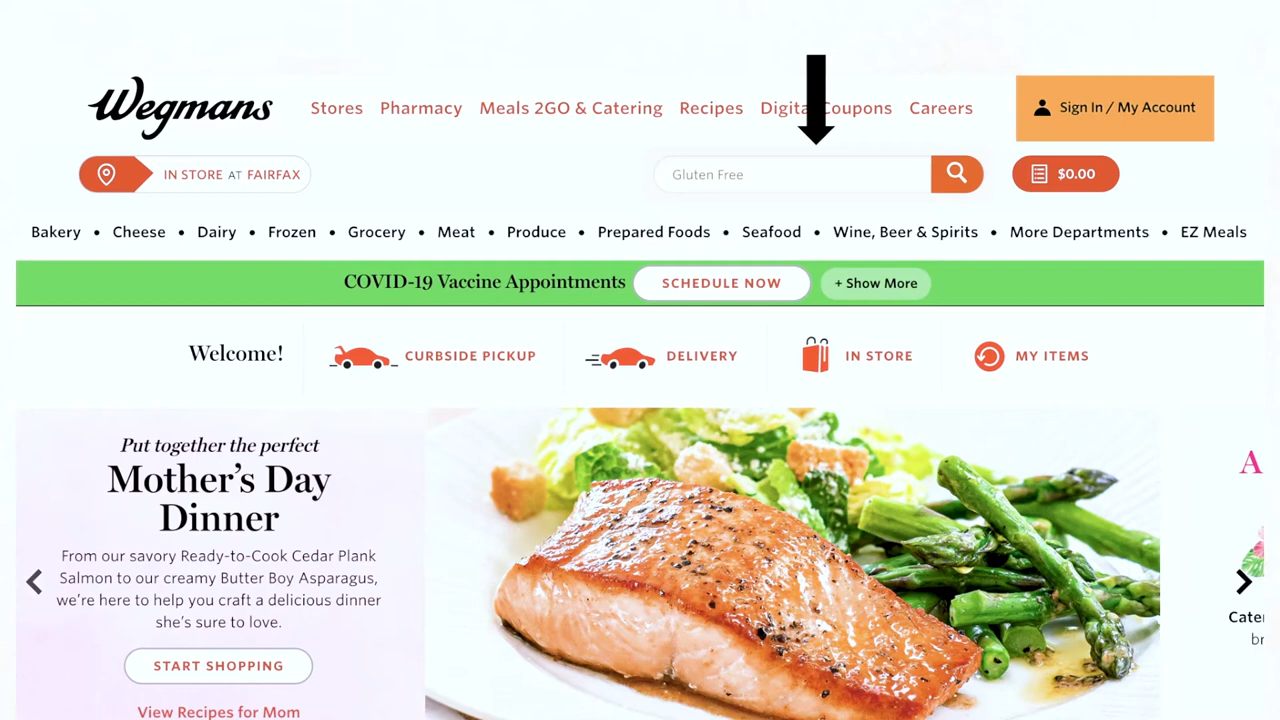 Wegmans
Stores Pharmacy Meals 2GO & Catering Recipes Digital Coupons Careers
Sign In / My Account
IN STORE AT FAIRFAX
Gluten Free
$0.00
Bakery • Cheese • Dairy • Frozen • Grocery • Meat • Produce • Prepared Foods • Seafood • Wine, Beer & Spirits • More Departments • EZ Meals
COVID-19 Vaccine Appointments
SCHEDULE NOW
+ Show More
Welcome!
CURBSIDE PICKUP
DELIVERY
IN STORE
MY ITEMS
Put together the perfect
Mother's Day
Dinner
From our savory Ready-to-Cook Cedar Plank
Salmon to our creamy Butter Boy Asparagus,
we're here to help you craft a delicious dinner
she's sure to love.
START SHOPPING
View Recipes for Mom
A